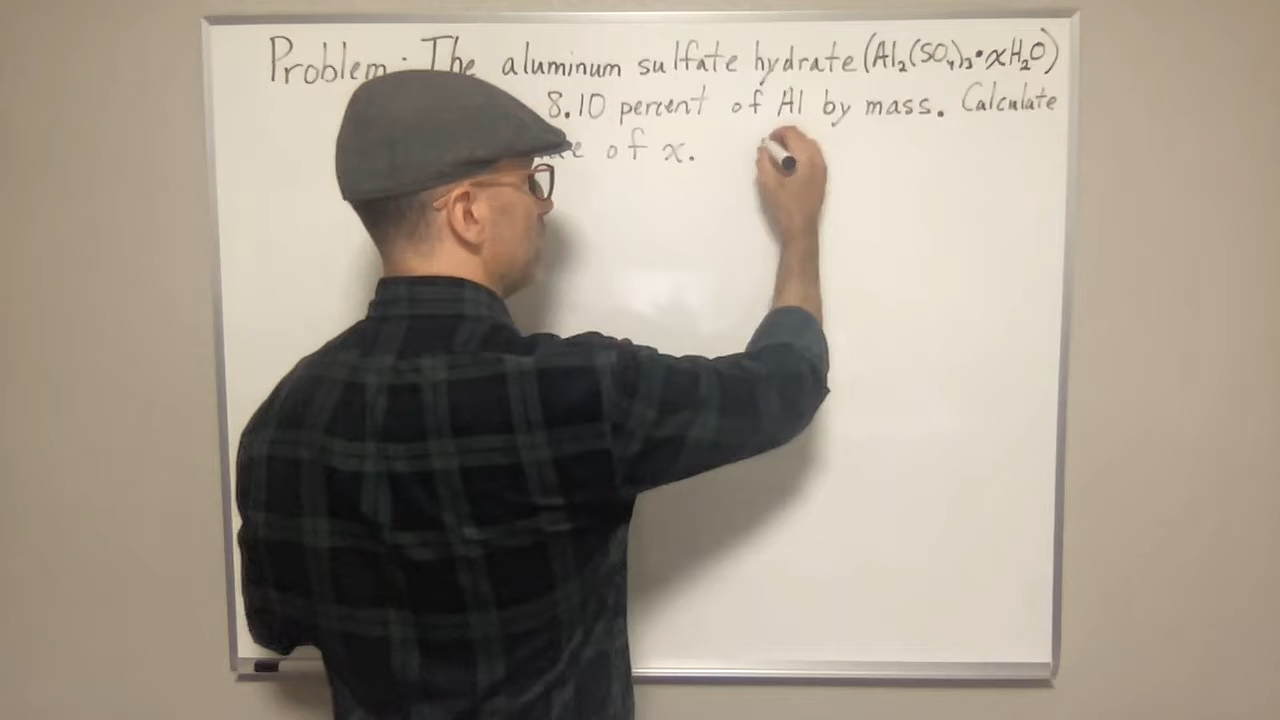 Problem: The aluminum sulfate hydrate (Al₂(SO₄)₃•xH₂O)
8.10 percent of Al by mass. Calculate
of x.